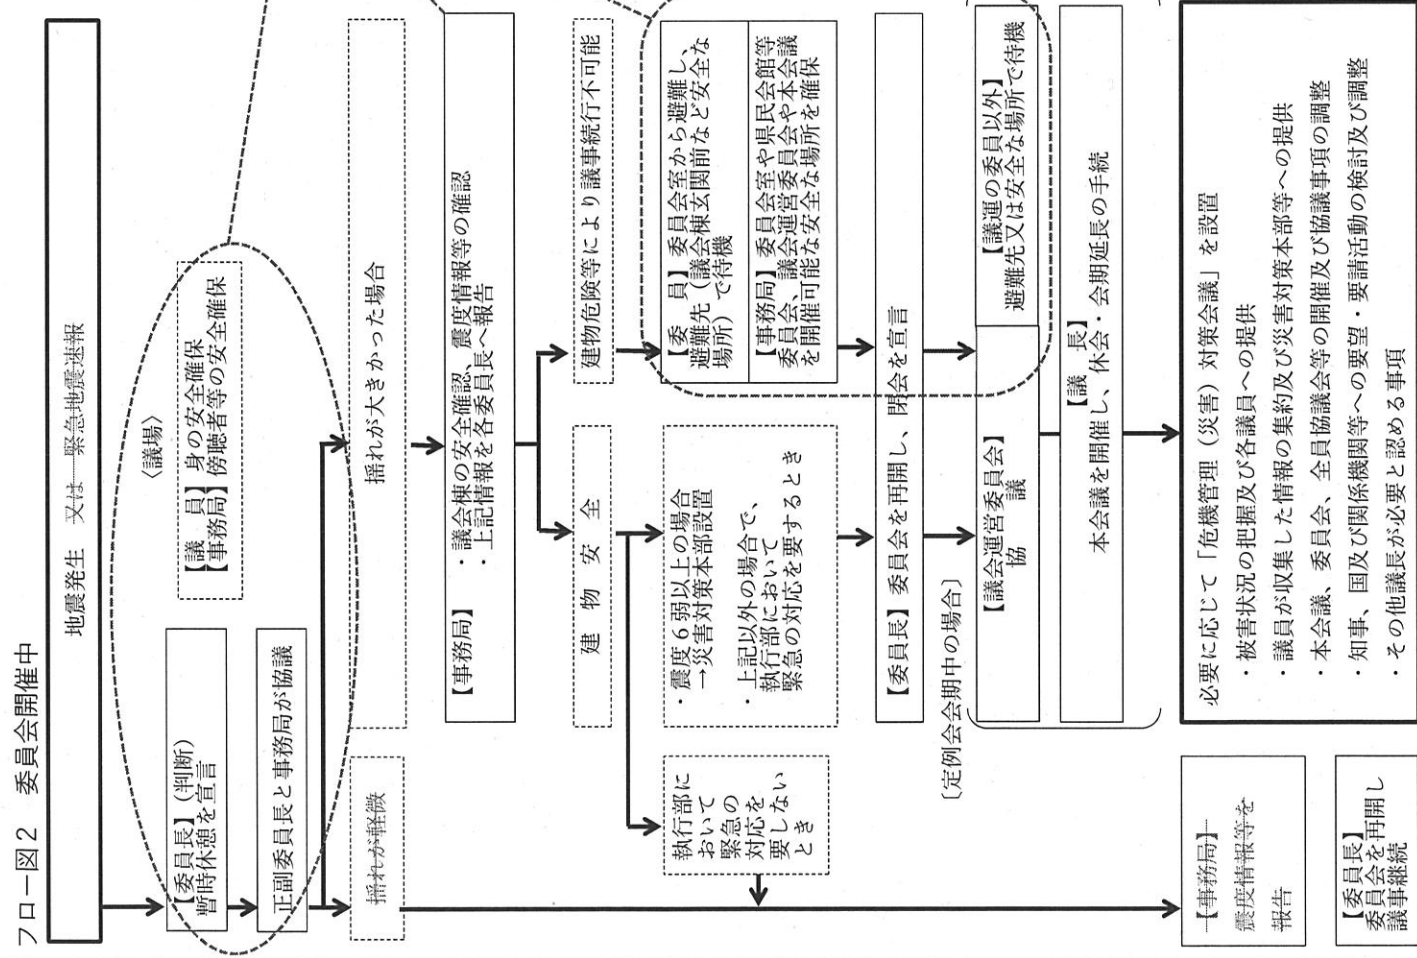 フロー図2　委員会開催中
地震発生　又は　緊急地震速報
【委員長】（判断）
暫時休憩を宣言
正副委員長と事務局が協議
〈議場〉
【議　員】身の安全確保
【事務局】傍聴者等の安全確保
揺れが軽微
揺れが大きかった場合
【事務局】
・議会棟の安全確認、震度情報等の確認
・上記情報を各委員長へ報告
建　物　安　全
建物危険等により議事続行不可能
執行部に
おいて
緊急の
対応を
要しない
とき
・震度6弱以上の場合
→災害対策本部設置
・上記以外の場合で、
執行部において
緊急の対応を要するとき
【委　員】委員会室から避難し、
避難先（議会棟玄関前など安全な
場所）で待機
【事務局】委員会室や県民会館等
委員会、議会運営委員会や本会議
を開催可能な安全な場所を確保
【委員長】委員会を再開し、閉会を宣言
〔定例会会期中の場合〕
【議会運営委員会】
協　　議
【議運の委員以外】
避難先又は安全な場所で待機
【議　長】
本会議を開催し、休会・会期延長の手続
【事務局】
震度情報等を
報告
【委員長】
委員会を再開し
議事継続
必要に応じて「危機管理（災害）対策会議」を設置
・被害状況の把握及び各議員への提供
・議員が収集した情報の集約及び災害対策本部等への提供
・本会議、委員会、全員協議会等の開催及び協議事項の調整
・知事、国及び関係機関等への要望・要請活動の検討及び調整
・その他議長が必要と認める事項